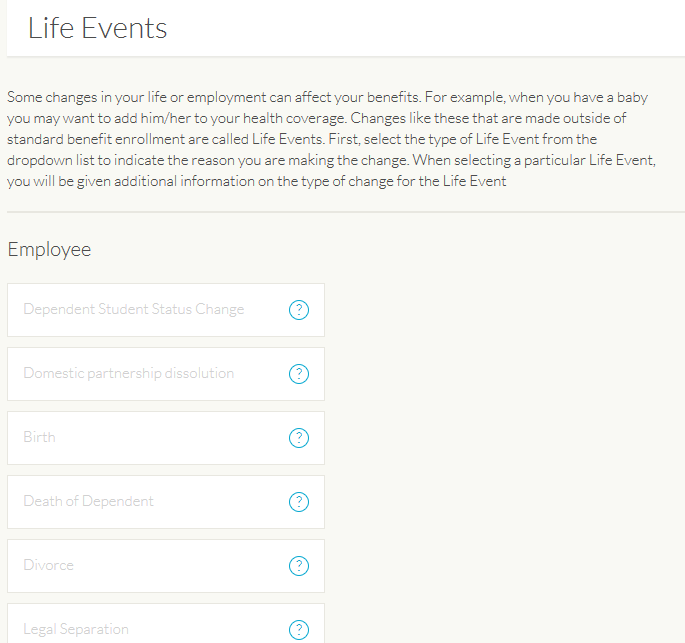 Life Events
Some changes in your life or employment can affect your benefits. For example, when you have a baby
you may want to add him/her to your health coverage. Changes like these that are made outside of
standard benefit enrollment are called Life Events. First, select the type of Life Event from the
dropdown list to indicate the reason you are making the change. When selecting a particular Life Event,
you will be given additional information on the type of change for the Life Event
Employee
Dependent Student Status Change ?
Domestic partnership dissolution ?
Birth ?
Death of Dependent ?
Divorce ?
Legal Separation ?